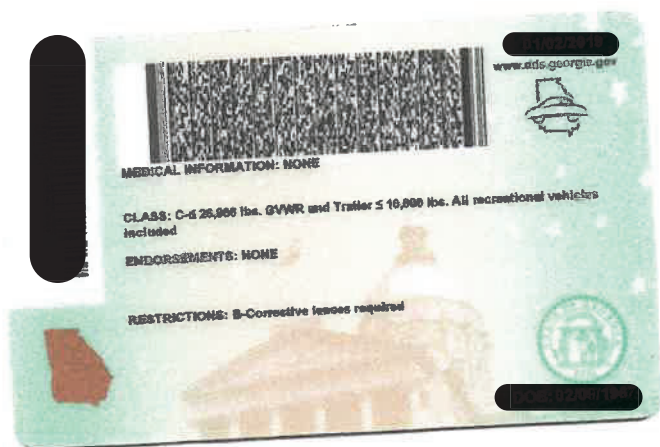 www.dds.georgia.gov
MEDICAL INFORMATION: NONE
CLASS: C-≤ 26,000 lbs. GVWR and Trailer ≤ 10,000 lbs. All recreational vehicles
included
ENDORSEMENTS: NONE
RESTRICTIONS: B-Corrective lenses required